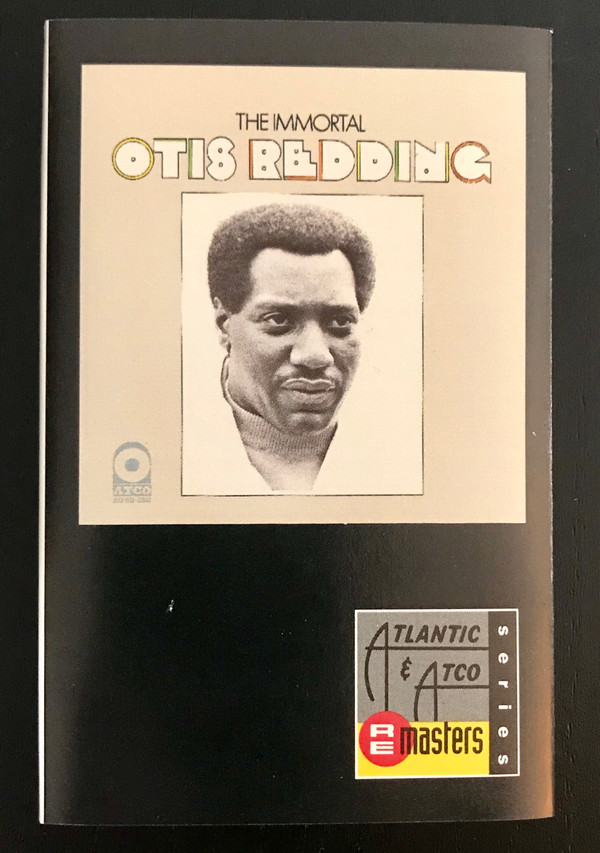 THE IMMORTAL
OTIS REDDING
ATCO
ATLANTIC
& ATCO
RE masters
series